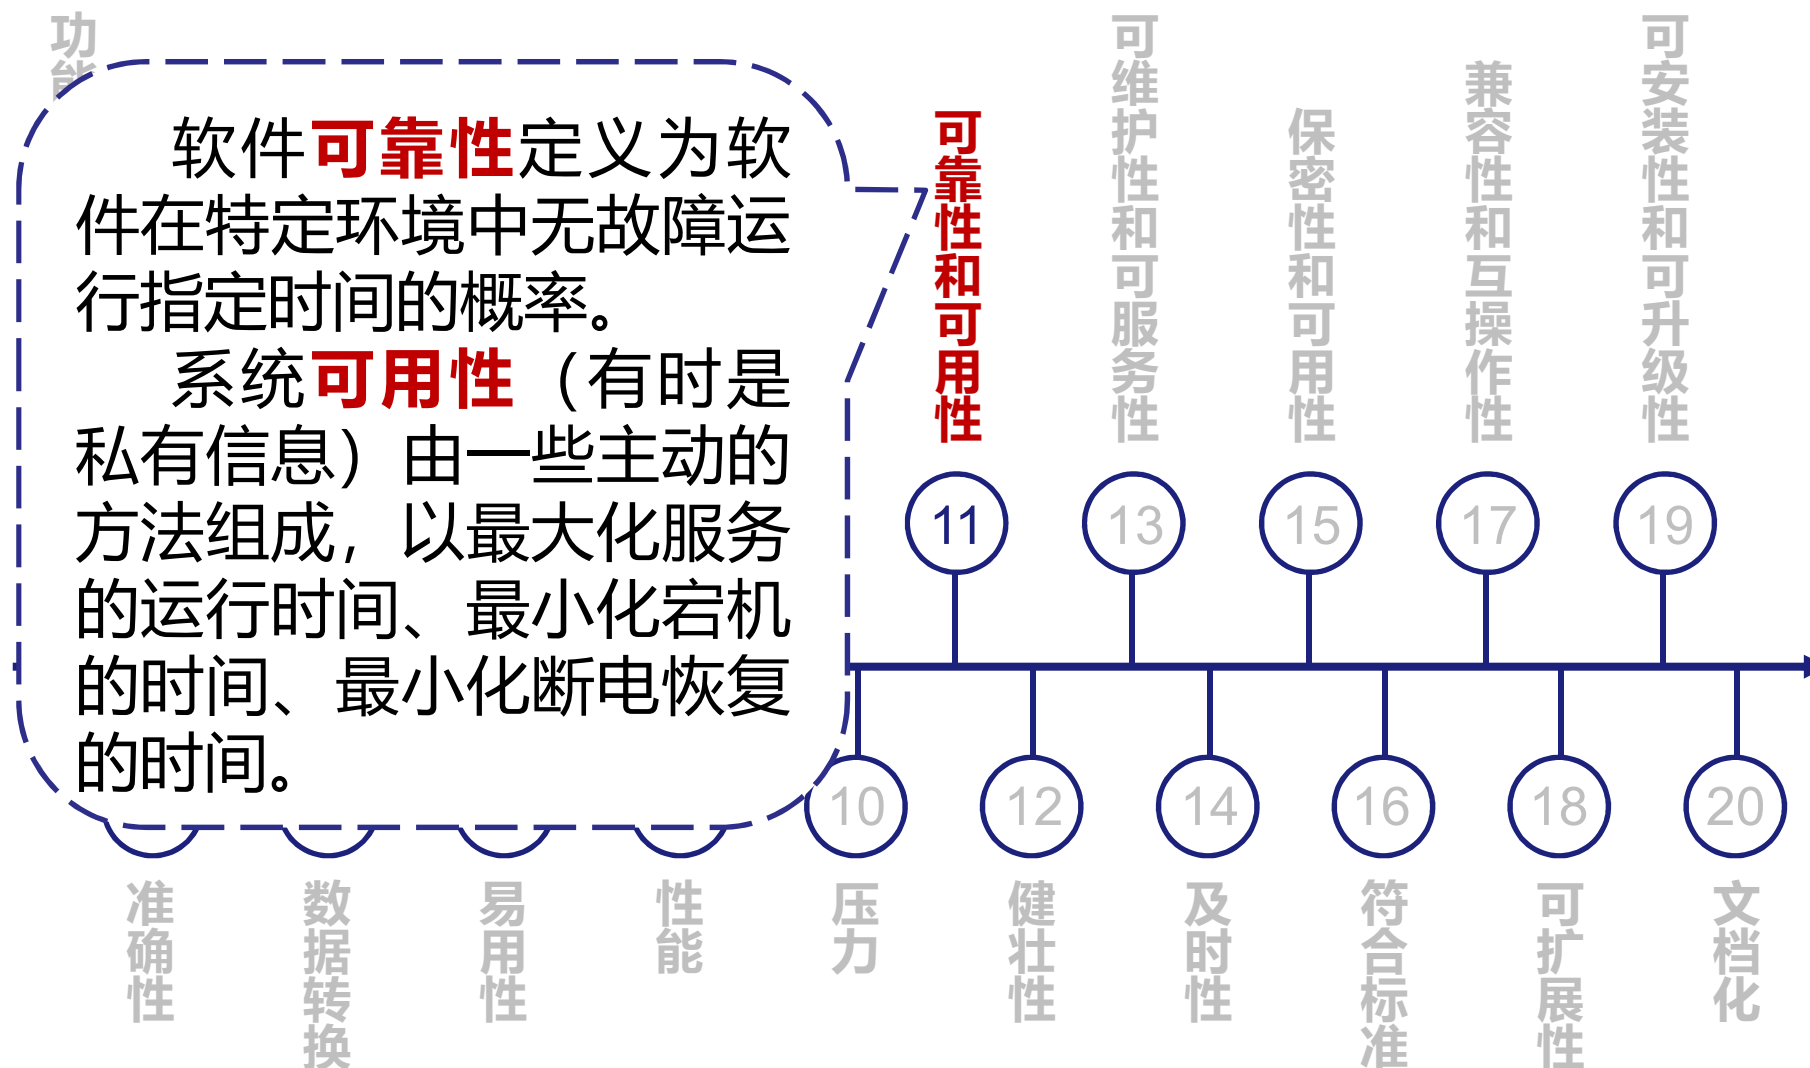 功能
软件可靠性定义为软
件在特定环境中无故障运
行指定时间的概率。
系统可用性（有时是
私有信息）由一些主动的
方法组成，以最大化服务
的运行时间、最小化宕机
的时间、最小化断电恢复
的时间。
可靠性和可用性
可维护性和可服务性
保密性和可用性
兼容性和互操作性
可安装性和可升级性
11
13
15
17
19
10
12
14
16
18
20
准确性
数据转换
易用性
性能
压力
健壮性
及时性
符合标准
可扩展性
文档化